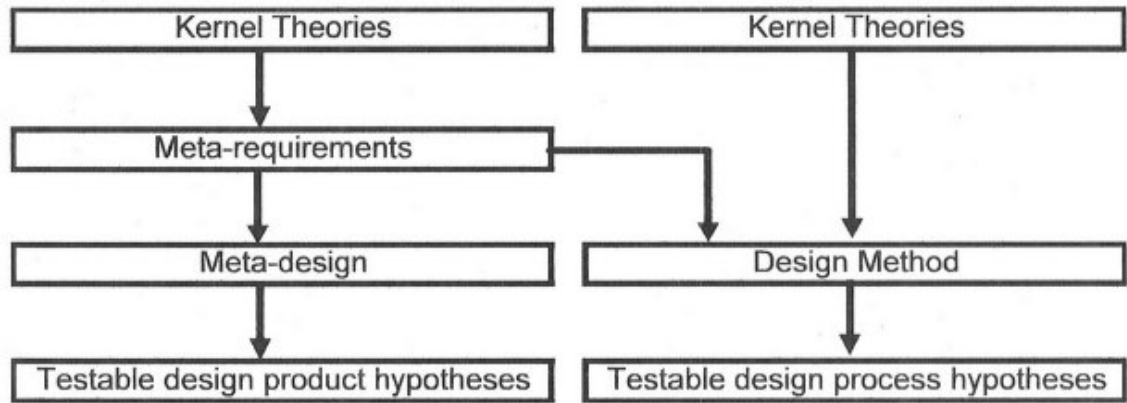 Kernel Theories
Kernel Theories
Meta-requirements
Meta-design
Design Method
Testable design product hypotheses
Testable design process hypotheses